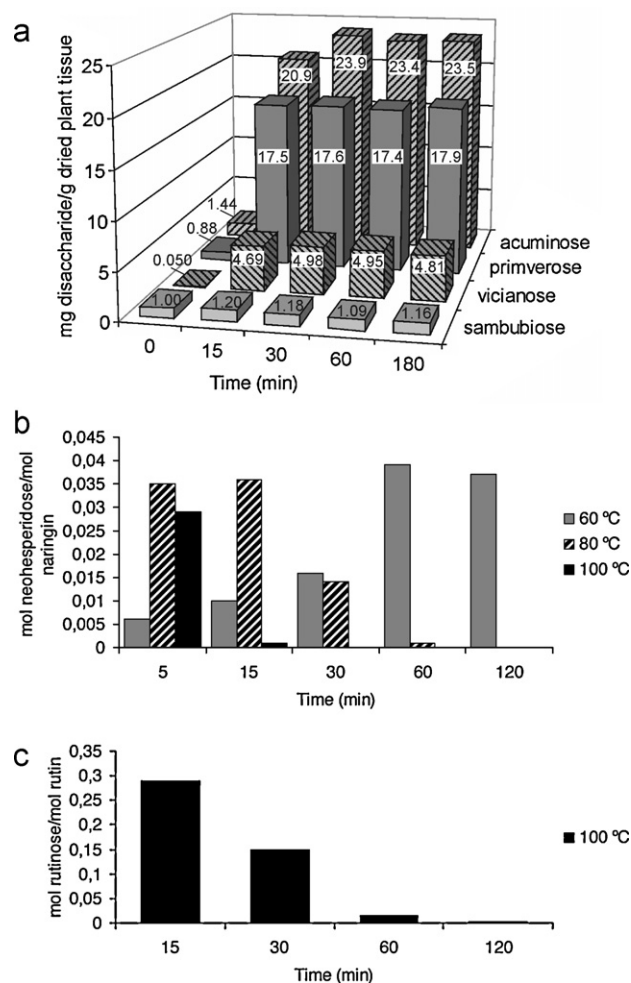 a
mg disaccharide/g dried plant tissue
25
20
15
10
5
0
20.9
23.9
23.4
23.5
17.5
17.6
17.4
17.9
1.44
0.88
0.050
4.69
4.98
4.95
4.81
1.00
1.20
1.18
1.09
1.16
acuminose
primverose
vicianose
sambubiose
0
15
30
60
180
Time (min)
b
mol neohesperidose/mol
naringin
0,045
0,04
0,035
0,03
0,025
0,02
0,015
0,01
0,005
0
60 ºC
80 ºC
100 ºC
5 15 30 60 120
Time (min)
c
mol rutinose/mol rutin
0,35
0,3
0,25
0,2
0,15
0,1
0,05
0
100 ºC
15 30 60 120
Time (min)